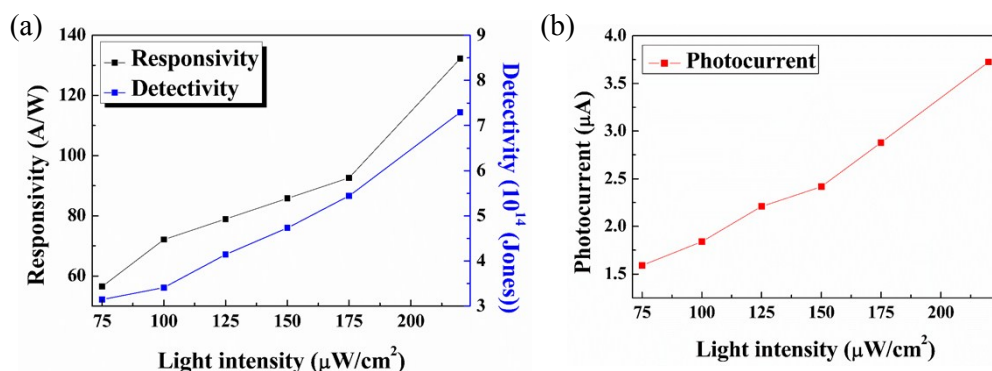 (a)
140
130
100
80
60
Responsivity (A/W)
Responsivity
Detectivity
9
8
7
6
5
4
3
Detectivity (10¹⁴ (Jones))
75 100 125 150 175 200
Light intensity (μW/cm²)
(b)
4.0
3.5
3.0
2.5
2.0
1.5
Photocurrent (μA)
Photocurrent
75 100 125 150 175 200
Light intensity (μW/cm²)